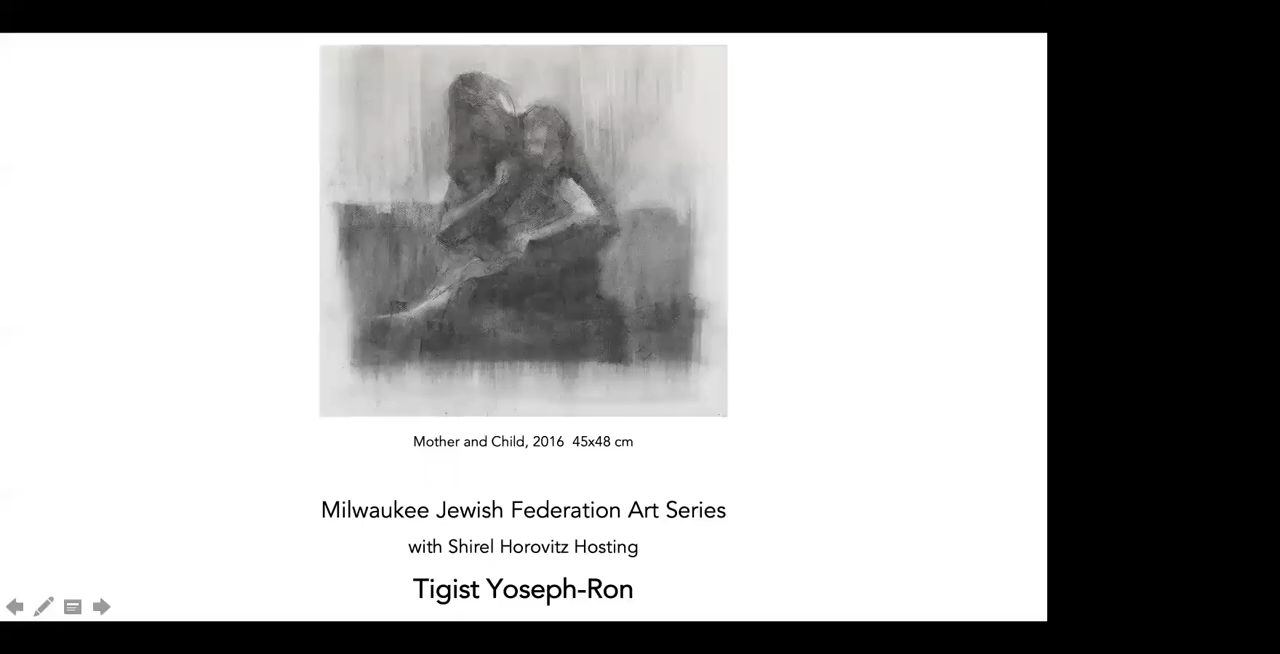 Mother and Child, 2016 45x48 cm
Milwaukee Jewish Federation Art Series
with Shirel Horovitz Hosting
Tigist Yoseph-Ron